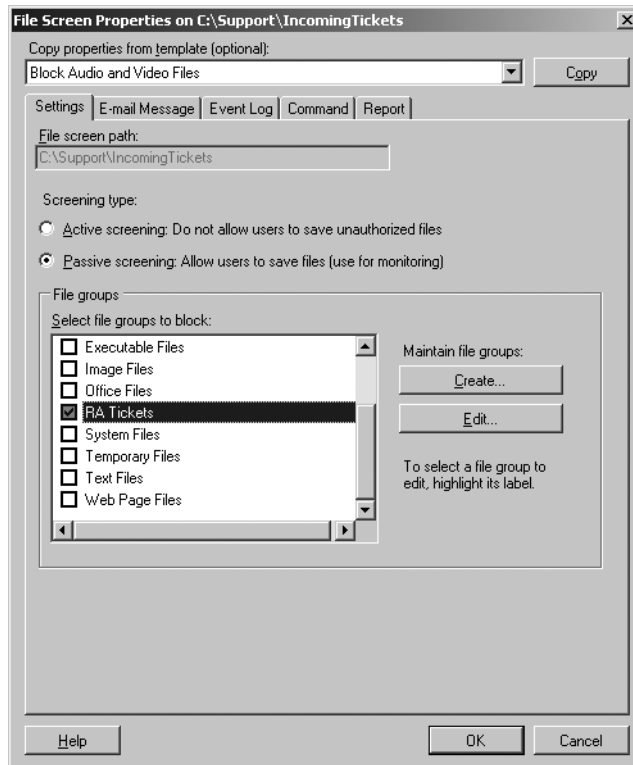 File Screen Properties on C:\Support\IncomingTickets
Copy properties from template (optional):
Block Audio and Video Files
Copy
Settings
E-mail Message
Event Log
Command
Report
File screen path:
C:\Support\IncomingTickets
Screening type:
Active screening: Do not allow users to save unauthorized files
Passive screening: Allow users to save files (use for monitoring)
File groups
Select file groups to block:
Executable Files
Image Files
Office Files
RA Tickets
System Files
Temporary Files
Text Files
Web Page Files
Maintain file groups:
Create...
Edit...
To select a file group to
edit, highlight its label.
Help
OK
Cancel